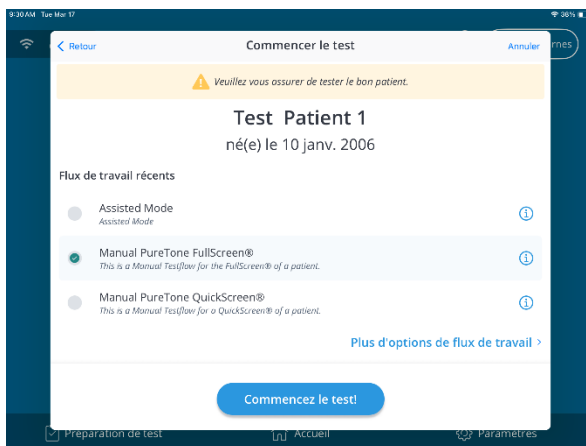 9:30 AM Tue Mar 17
36%
rnes
Retour
Commencer le test
Annuler
Veuillez vous assurer de tester le bon patient.
Test Patient 1
né(e) le 10 janv. 2006
Flux de travail récents
Assisted Mode
Assisted Mode
Manual PureTone FullScreen®
This is a Manual Testflow for the FullScreen® of a patient.
Manual PureTone QuickScreen®
This is a Manual Testflow for a QuickScreen® of a patient.
Plus d'options de flux de travail >
Commencez le test!
Préparation de test
Accueil
Paramètres